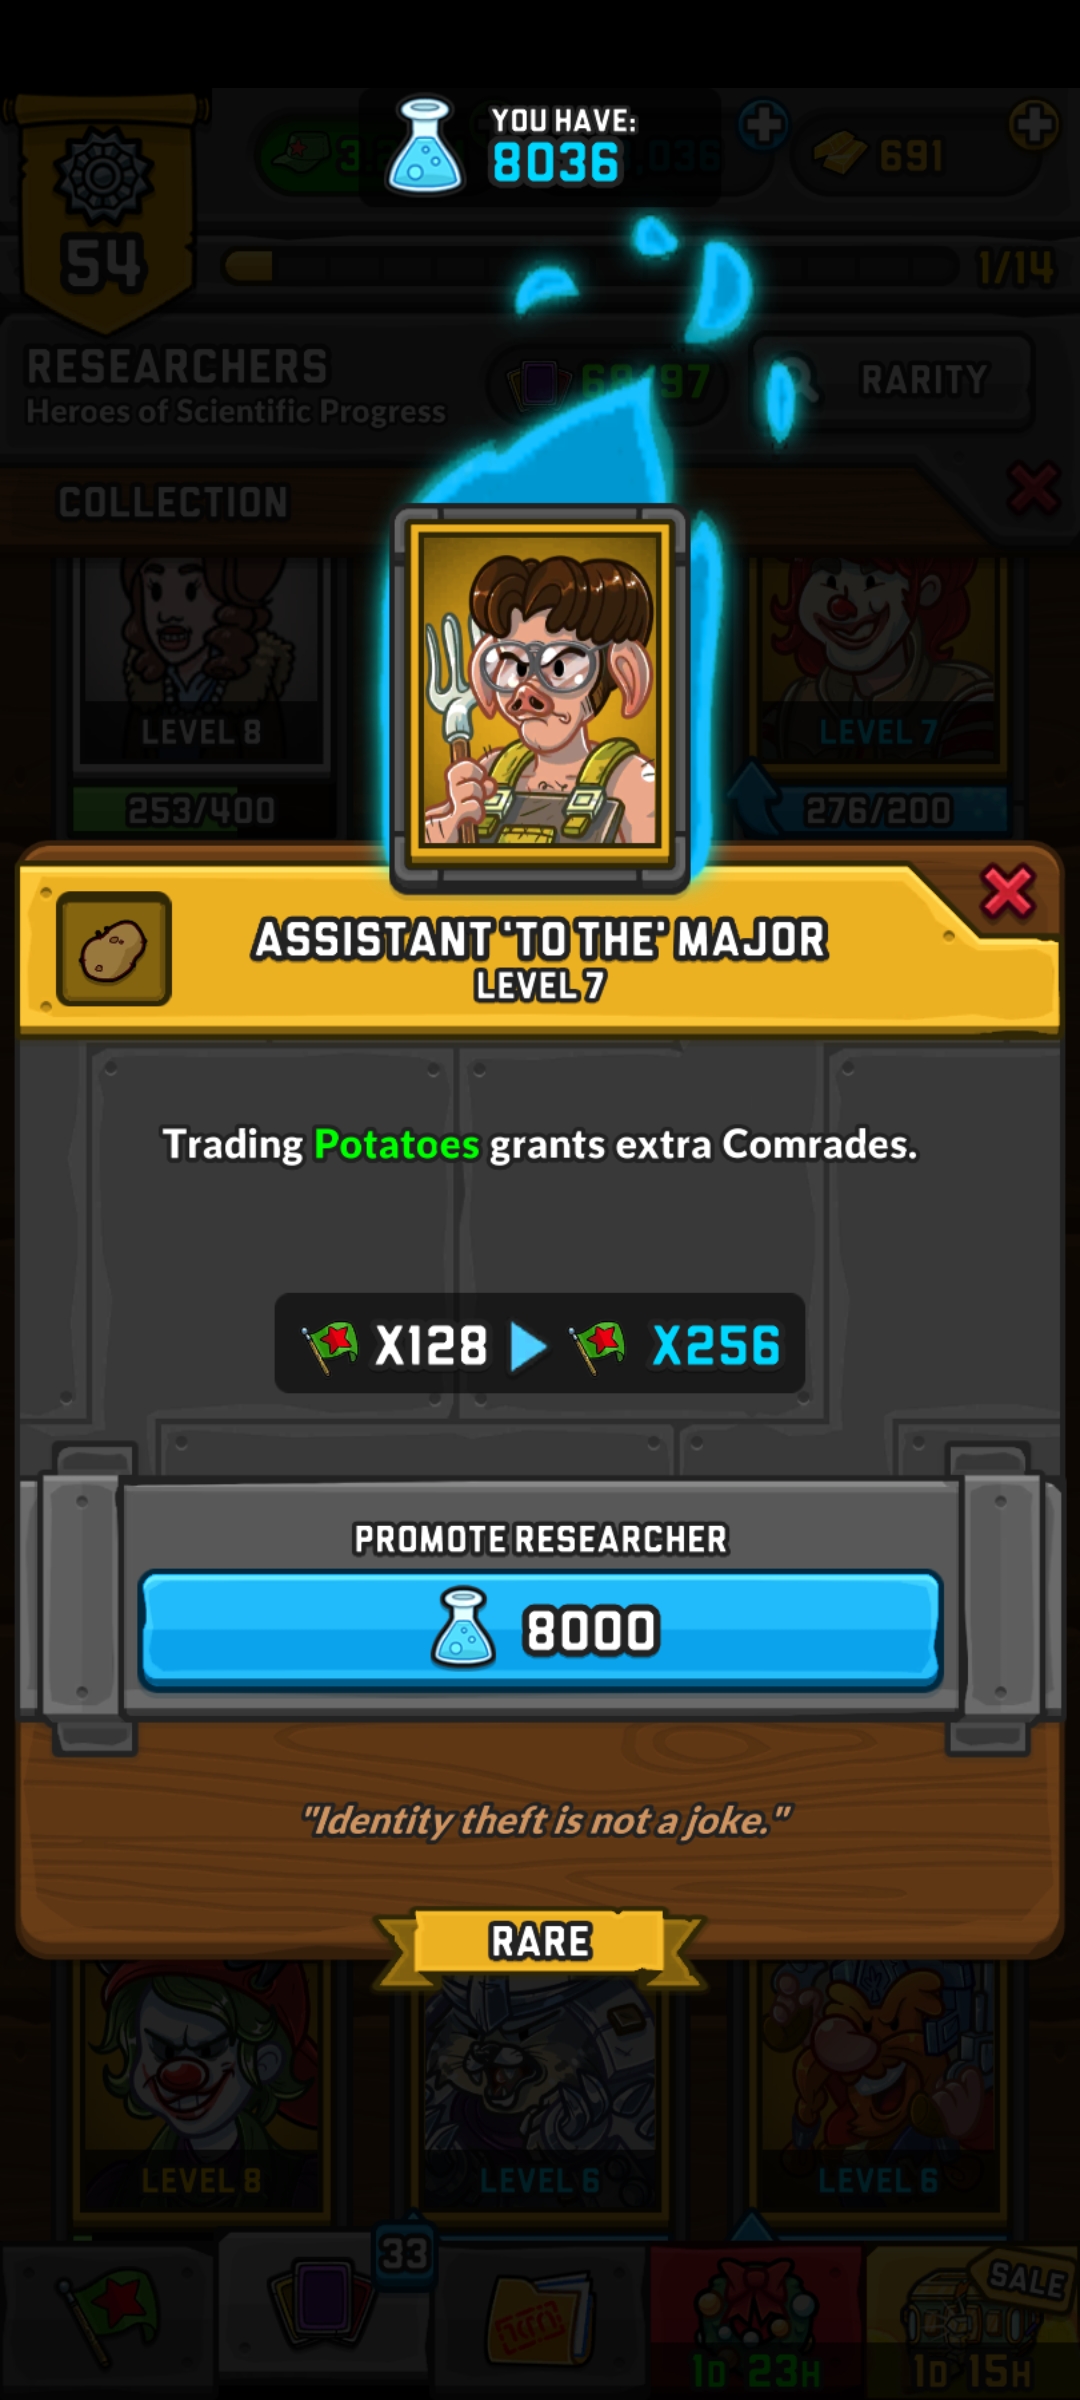 YOU HAVE:
8036
691
54
1/14
RESEARCHERS
Heroes of Scientific Progress
RARITY
COLLECTION
LEVEL 8
LEVEL 7
253/400
276/200
ASSISTANT 'TO THE' MAJOR
LEVEL 7
Trading Potatoes grants extra Comrades.
X128 X256
PROMOTE RESEARCHER
8000
"Identity theft is not a joke."
RARE
LEVEL 8
LEVEL 6
LEVEL 6
33
SALE
1D 23H
1D 15H